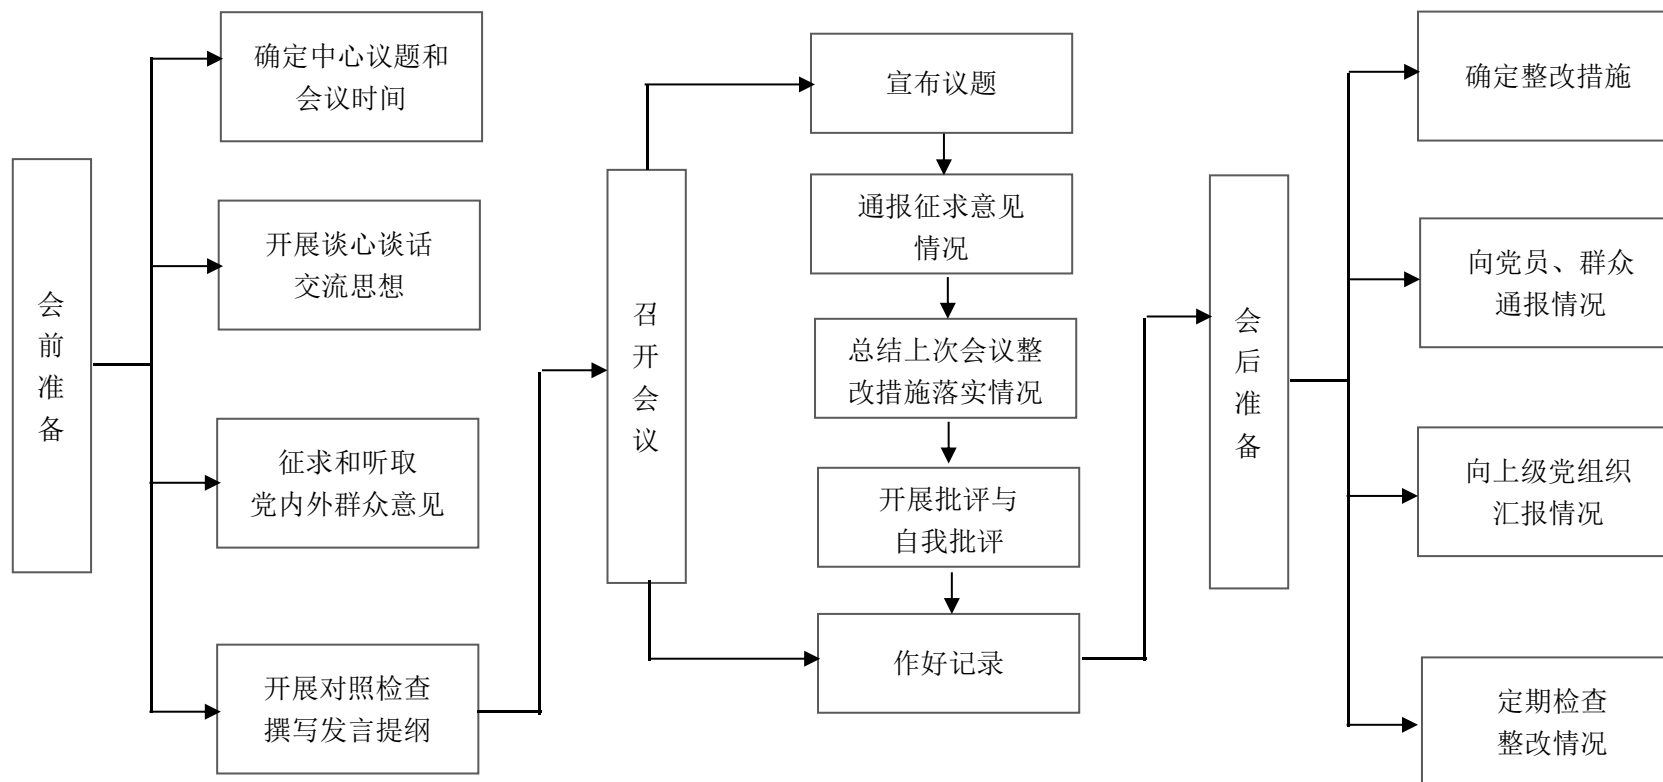 会前准备
确定中心议题和
会议时间
开展谈心谈话
交流思想
征求和听取
党内外群众意见
开展对照检查
撰写发言提纲
召开会议
宣布议题
通报征求意见
情况
总结上次会议整
改措施落实情况
开展批评与
自我批评
作好记录
会后准备
确定整改措施
向党员、群众
通报情况
向上级党组织
汇报情况
定期检查
整改情况